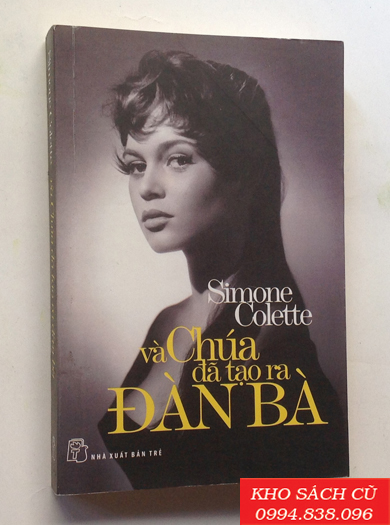 Simone
Colette
và Chúa
đã tạo ra
ĐÀN BÀ
NHÀ XUẤT BẢN TRẺ
KHO SÁCH CŨ
0994.838.096